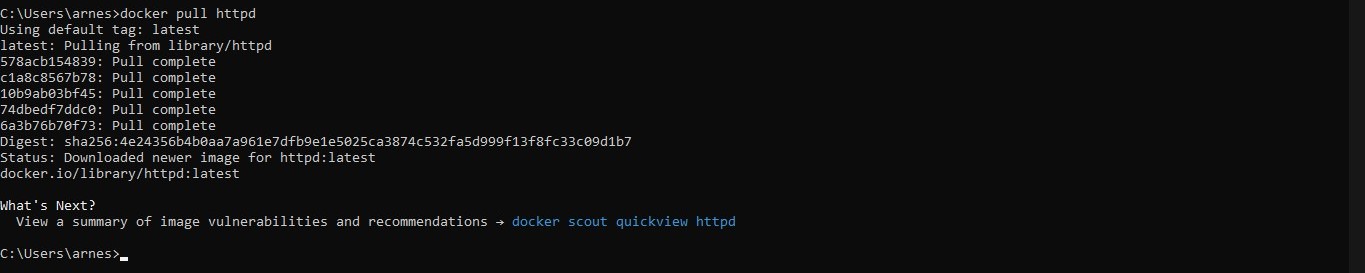 C:\Users\arnes>docker pull httpd
Using default tag: latest
latest: Pulling from library/httpd
578acb154839: Pull complete
c1a8c8567b78: Pull complete
10b9ab03bf45: Pull complete
74dbedf7ddc0: Pull complete
6a3b76b70f73: Pull complete
Digest: sha256:4e24356b4b0aa7a961e7dfb9e1e5025ca3874c532fa5d999f13f8fc33c09d1b7
Status: Downloaded newer image for httpd:latest
docker.io/library/httpd:latest
What's Next?
View a summary of image vulnerabilities and recommendations → docker scout quickview httpd
C:\Users\arnes>